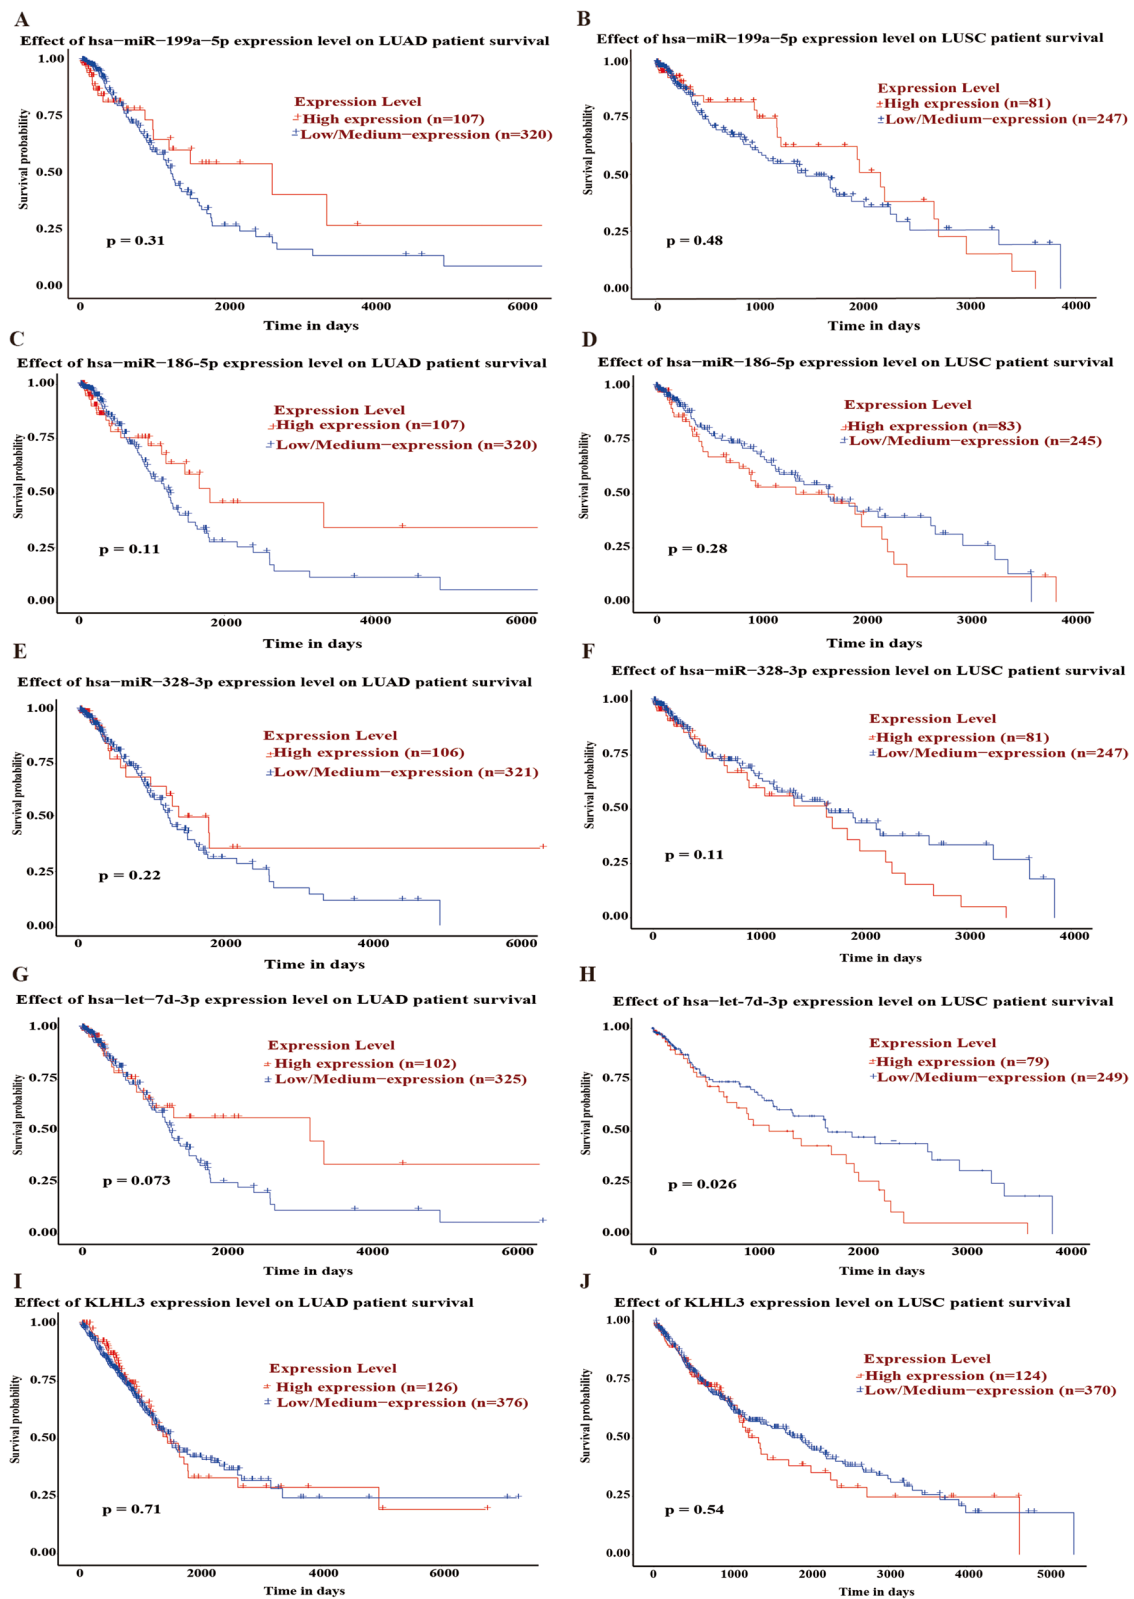 A
Effect of hsa−miR−199a−5p expression level on LUAD patient survival
Survival probability
1.00
0.75
0.50
0.25
0.00
Expression Level
High expression (n=107)
Low/Medium−expression (n=320)
p = 0.31
0
2000
4000
6000
Time in days
B
Effect of hsa−miR−199a−5p expression level on LUSC patient survival
Survival probability
1.00
0.75
0.50
0.25
0.00
Expression Level
High expression (n=81)
Low/Medium−expression (n=247)
p = 0.48
0
1000
2000
3000
4000
Time in days
C
Effect of hsa−miR−186-5p expression level on LUAD patient survival
Survival probability
1.00
0.75
0.50
0.25
0.00
Expression Level
High expression (n=107)
Low/Medium−expression (n=320)
p = 0.11
0
2000
4000
6000
Time in days
D
Effect of hsa−miR−186-5p expression level on LUSC patient survival
Survival probability
1.00
0.75
0.50
0.25
0.00
Expression Level
High expression (n=83)
Low/Medium−expression (n=245)
p = 0.28
0
1000
2000
3000
4000
Time in days
E
Effect of hsa−miR−328-3p expression level on LUAD patient survival
Survival probability
1.00
0.75
0.50
0.25
0.00
Expression Level
High expression (n=106)
Low/Medium−expression (n=321)
p = 0.22
0
2000
4000
6000
Time in days
F
Effect of hsa−miR−328-3p expression level on LUSC patient survival
Survival probability
1.00
0.75
0.50
0.25
0.00
Expression Level
High expression (n=81)
Low/Medium−expression (n=247)
p = 0.11
0
1000
2000
3000
4000
Time in days
G
Effect of hsa−let−7d-3p expression level on LUAD patient survival
Survival probability
1.00
0.75
0.50
0.25
0.00
Expression Level
High expression (n=102)
Low/Medium−expression (n=325)
p = 0.073
0
2000
4000
6000
Time in days
H
Effect of hsa−let-7d-3p expression level on LUSC patient survival
Survival probability
1.00
0.75
0.50
0.25
0.00
Expression Level
High expression (n=79)
Low/Medium−expression (n=249)
p = 0.026
0
1000
2000
3000
4000
Time in days
I
Effect of KLHL3 expression level on LUAD patient survival
Survival probability
1.00
0.75
0.50
0.25
0.00
Expression Level
High expression (n=126)
Low/Medium−expression (n=376)
p = 0.71
0
2000
4000
6000
Time in days
J
Effect of KLHL3 expression level on LUSC patient survival
Survival probability
1.00
0.75
0.50
0.25
0.00
Expression Level
High expression (n=124)
Low/Medium−expression (n=370)
p = 0.54
0
1000
2000
3000
4000
5000
Time in days